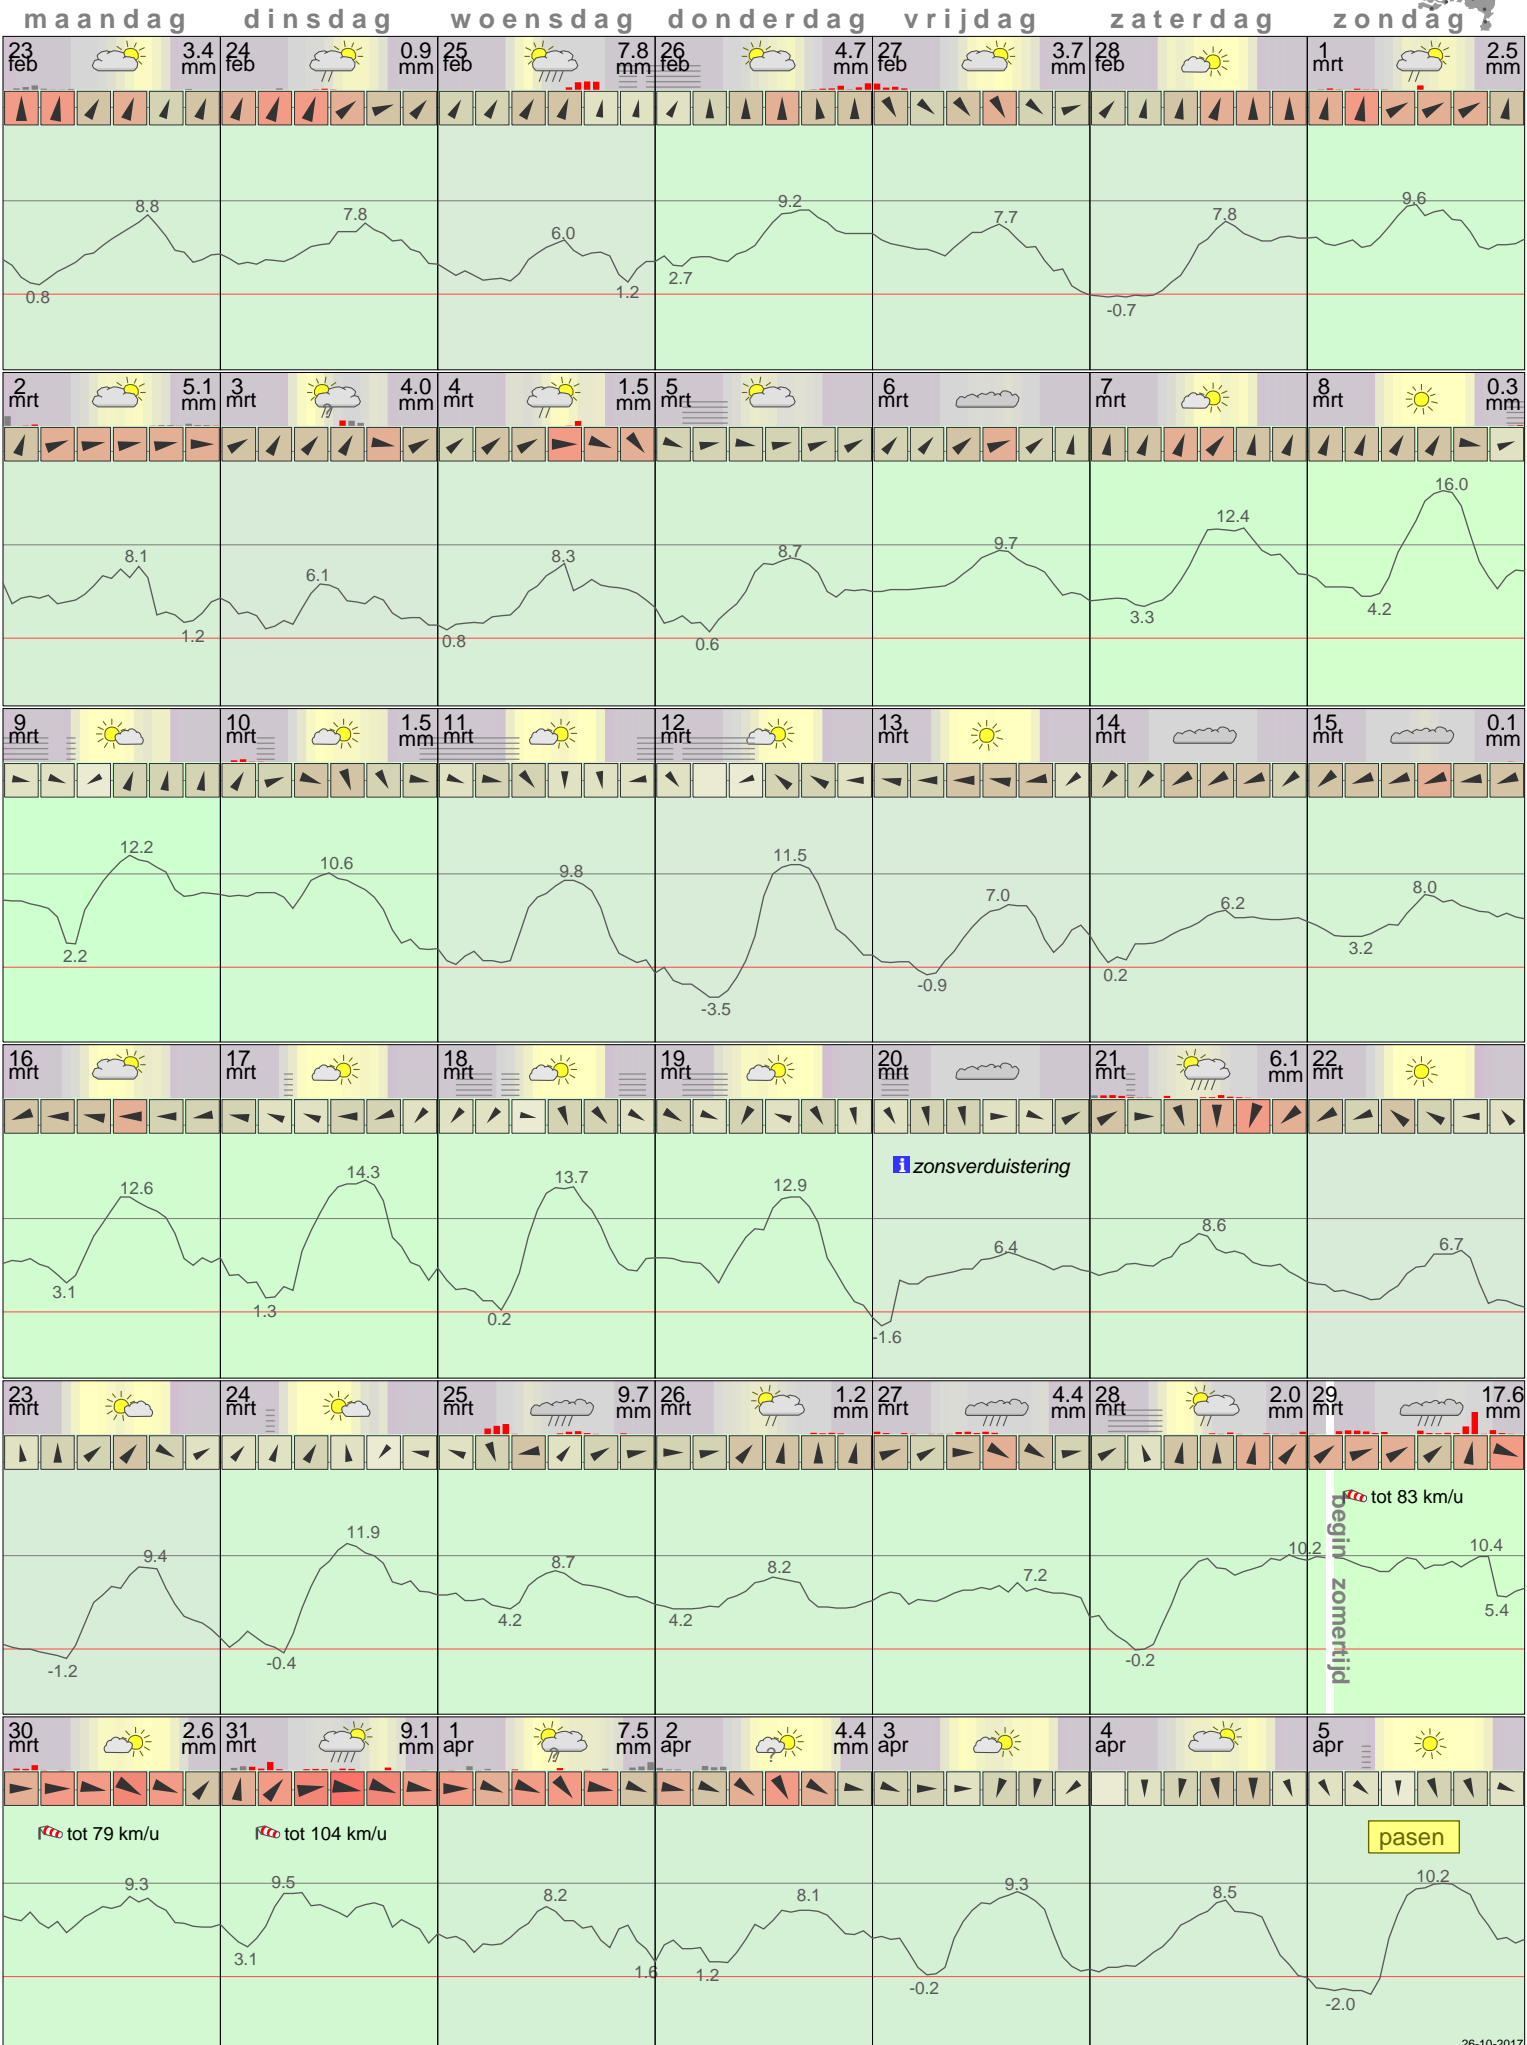 maandag dinsdag woensdag donderdag vrijdag zaterdag zondag
23 feb 3.4 mm 24 feb 0.9 mm 25 feb 7.8 mm 26 feb 4.7 mm 27 feb 3.7 mm 28 feb 1 mrt 2.5 mm
8.8 7.8 6.0 9.2 7.7 7.8 9.6
0.8 1.2 2.7 -0.7
2 mrt 5.1 mm 3 mrt 4.0 mm 4 mrt 1.5 mm 5 mrt 6 mrt 7 mrt 8 mrt 0.3 mm
?
8.1 6.1 8.3 8.7 9.7 12.4 16.0
1.2 0.8 0.6 3.3 4.2
9 mrt 10 mrt 1.5 mm 11 mrt 12 mrt 13 mrt 14 mrt 15 mrt 0.1 mm
12.2 10.6 9.8 11.5 7.0 6.2 8.0
2.2 -3.5 -0.9 0.2 3.2
16 mrt 17 mrt 18 mrt 19 mrt 20 mrt 21 mrt 6.1 mm 22 mrt
i zonsverduistering
12.6 14.3 13.7 12.9 6.4 8.6 6.7
3.1 1.3 0.2 -1.6
23 mrt 24 mrt 25 mrt 9.7 mm 26 mrt 1.2 mm 27 mrt 4.4 mm 28 mrt 2.0 mm 29 mrt 17.6 mm
tot 83 km/u
begin zomertijd
9.4 11.9 8.7 8.2 7.2 10.2 10.4
-1.2 -0.4 4.2 4.2 -0.2 5.4
30 mrt 2.6 mm 31 mrt 9.1 mm 1 apr 7.5 mm 2 apr 4.4 mm 3 apr 4 apr 5 apr
? ?
tot 79 km/u tot 104 km/u pasen
9.3 9.5 8.2 8.1 9.3 8.5 10.2
3.1 1.6 1.2 -0.2 -2.0
26-10-2017